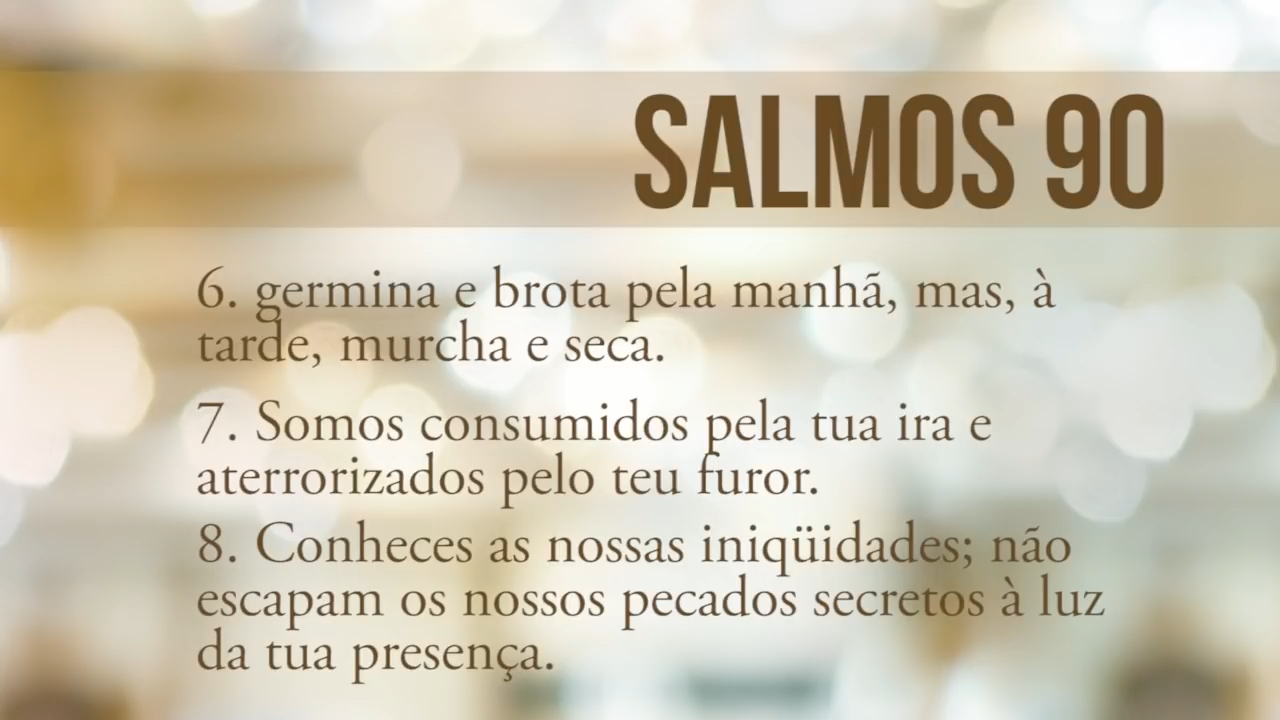 SALMOS 90
6. germina e brota pela manhã, mas, à
tarde, murcha e seca.
7. Somos consumidos pela tua ira e
aterrorizados pelo teu furor.
8. Conheces as nossas iniqüidades; não
escapam os nossos pecados secretos à luz
da tua presença.